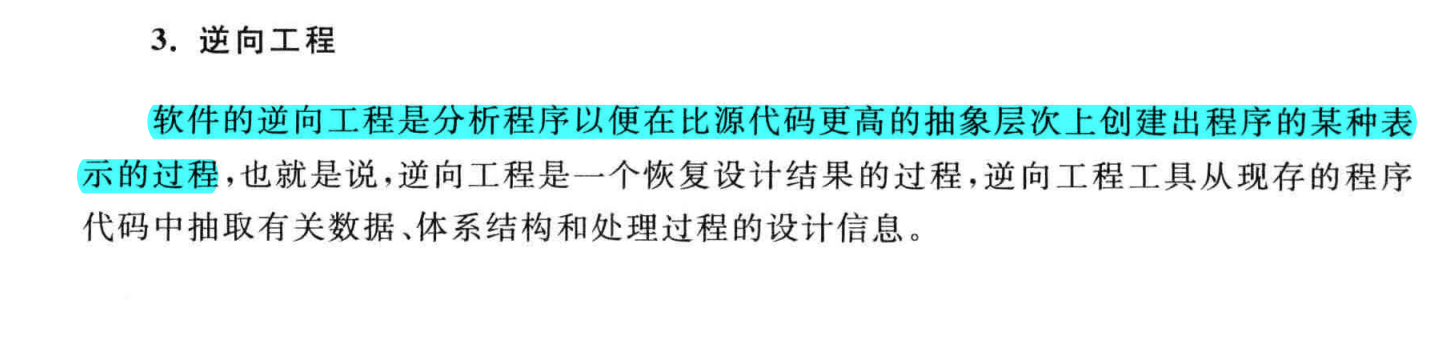 3. 逆向工程
软件的逆向工程是分析程序以便在比源代码更高的抽象层次上创建出程序的某种表
示的过程,也就是说,逆向工程是一个恢复设计结果的过程,逆向工程工具从现存的程序
代码中抽取有关数据、体系结构和处理过程的设计信息。